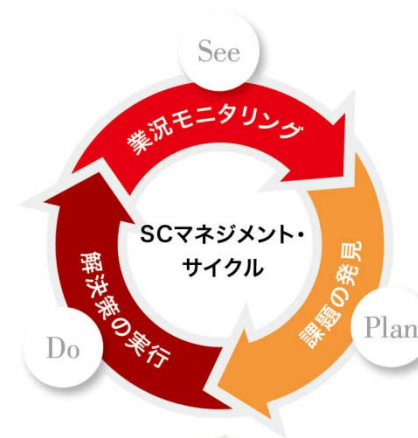 See
業況モニタリング
SCマネジメント・
サイクル
課題の発見
Plan
解決策の実行
Do